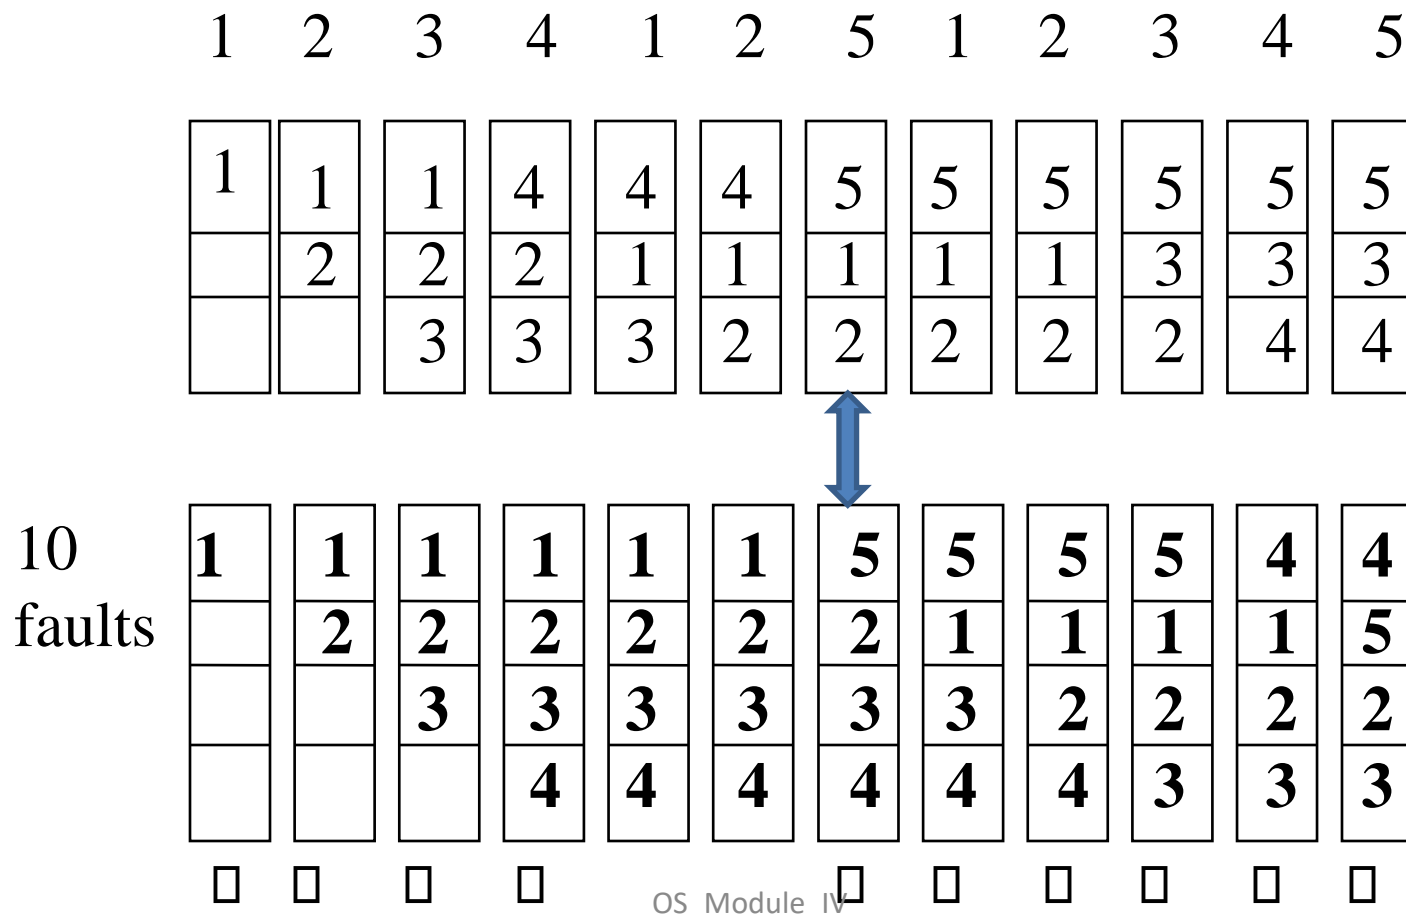 1 2 3 4 1 2 5 1 2 3 4 5
1 1 1 4 4 4 5 5 5 5 5 5
2 2 2 1 1 1 1 1 3 3 3
3 3 3 2 2 2 2 2 4 4
10 faults
1 1 1 1 1 1 5 5 5 5 4 4
2 2 2 2 2 2 1 1 1 1 5
3 3 3 3 3 3 2 2 2 2
4 4 4 4 4 4 3 3 3
OS Module IV